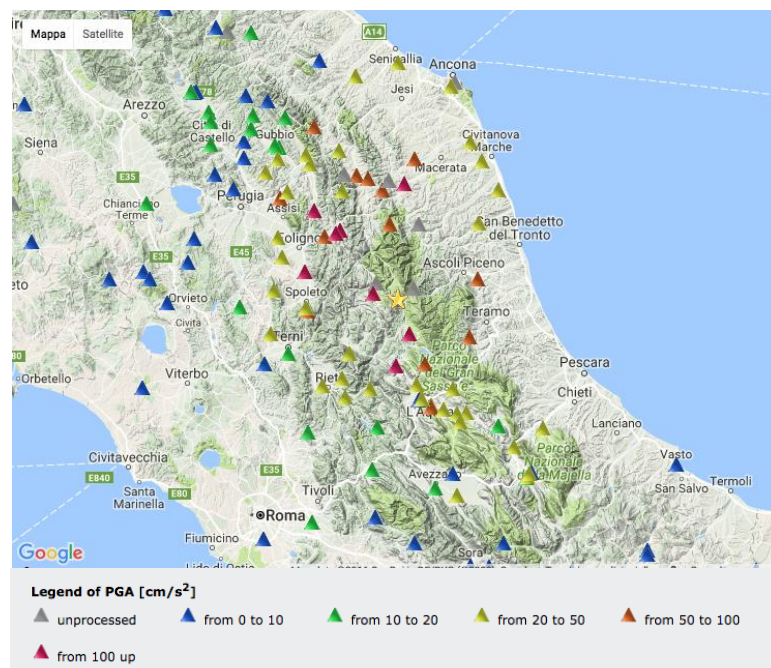 Mappa
Satellite
A14
Senigallia
Ancona
Jesi
Arezzo
Città di
Castello
Gubbio
Siena
Civitanova
Marche
Macerata
E35
Chianciano
Terme
Perugia
Assisi
San Benedetto
del Tronto
E45
Foligno
E35
Ascoli Piceno
Orvieto
Spoleto
Civita
Teramo
Terni
Parco
Nazionale
del Gran
Sasso
Pescara
Orbetello
Viterbo
Rieti
Chieti
L'Aquila
Lanciano
Civitavecchia
Parco
Nazionale
della Majella
Vasto
E840
E35
Avezzano
San Salvo
Termoli
Santa
Marinella
E80
Tivoli
Roma
Fiumicino
Sora
Google
Lido di Ostia
Legend of PGA [cm/s²]
unprocessed
from 0 to 10
from 10 to 20
from 20 to 50
from 50 to 100
from 100 up